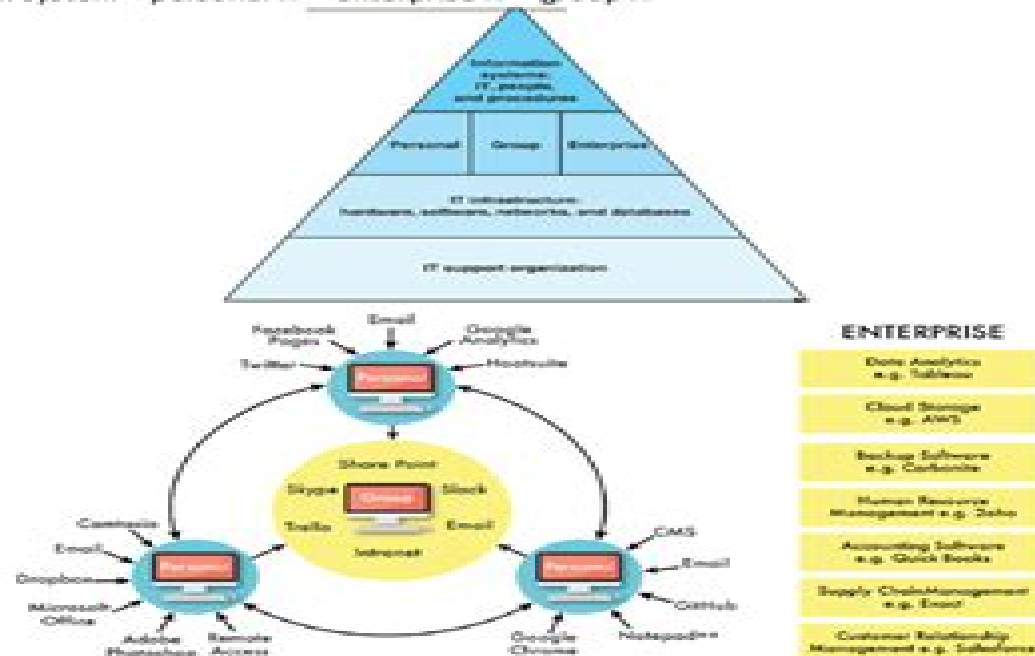 Information
systems:
IT, people,
and procedures
Personal
Group
Enterprise
IT infrastructure:
hardware, software, networks, and databases
IT support organization
Email
Facebook
Pages
Google
Analytics
Twitter
Hootsuite
Personal
Share Point
Skype
Group
Slack
Trello
Email
Intranet
Camtasia
Email
Dropbox
Microsoft
Office
Adobe
Photoshop
Remote
Access
Personal
Personal
CMS
Email
GitHub
Notepad++
Google
Chrome
ENTERPRISE
Data Analytics
e.g. Tableau
Cloud Storage
e.g. AWS
Backup Software
e.g. Carbonite
Human Resource
Management e.g. Zoho
Accounting Software
e.g. Quick Books
Supply ChainManagement
e.g. Exact
Customer Relationship
Management e.g. Salesforce